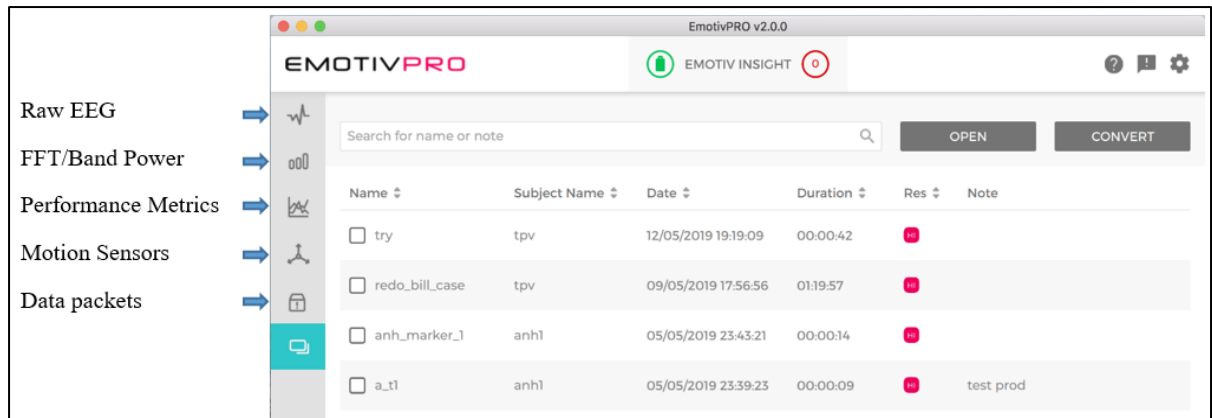 EmotivPRO v2.0.0
EMOTIVPRO
EMOTIV INSIGHT 0
Raw EEG
FFT/Band Power
Performance Metrics
Motion Sensors
Data packets
Search for name or note OPEN CONVERT
Name Subject Name Date Duration Res Note
try tpv 12/05/2019 19:19:09 00:00:42 HI
redo_bill_case tpv 09/05/2019 17:56:56 01:19:57 HI
anh_marker_1 anh1 05/05/2019 23:43:21 00:00:14 HI
a_t1 anh1 05/05/2019 23:39:23 00:00:09 HI test prod